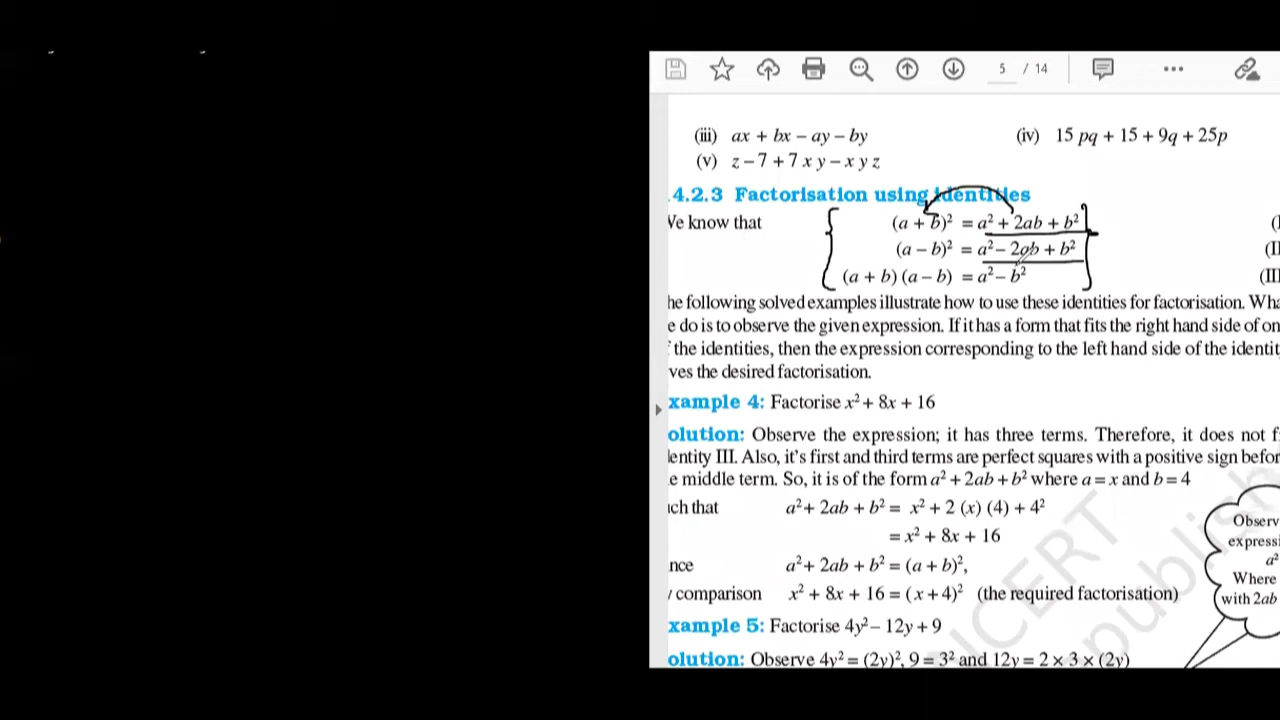 5 / 14
(iii) ax + bx – ay – by (iv) 15 pq + 15 + 9q + 25p
(v) z – 7 + 7 x y – x y z
.4.2.3 Factorisation using identities
Ve know that (a + b)² = a² + 2ab + b² (I
(a – b)² = a² – 2ab + b² (II
(a + b) (a – b) = a² – b² (III
he following solved examples illustrate how to use these identities for factorisation. Wha
e do is to observe the given expression. If it has a form that fits the right hand side of on
the identities, then the expression corresponding to the left hand side of the identit
ves the desired factorisation.
xample 4: Factorise x² + 8x + 16
olution: Observe the expression; it has three terms. Therefore, it does not f
entity III. Also, it's first and third terms are perfect squares with a positive sign befor
e middle term. So, it is of the form a² + 2ab + b² where a = x and b = 4
uch that a² + 2ab + b² = x² + 2 (x) (4) + 4²
= x² + 8x + 16
nce a² + 2ab + b² = (a + b)²,
comparison x² + 8x + 16 = (x + 4)² (the required factorisation)
xample 5: Factorise 4y² – 12y + 9
olution: Observe 4y² = (2y)², 9 = 3² and 12y = 2 × 3 × (2y)
Observ
expressi
a²
Where
with 2ab
NCERT
publish